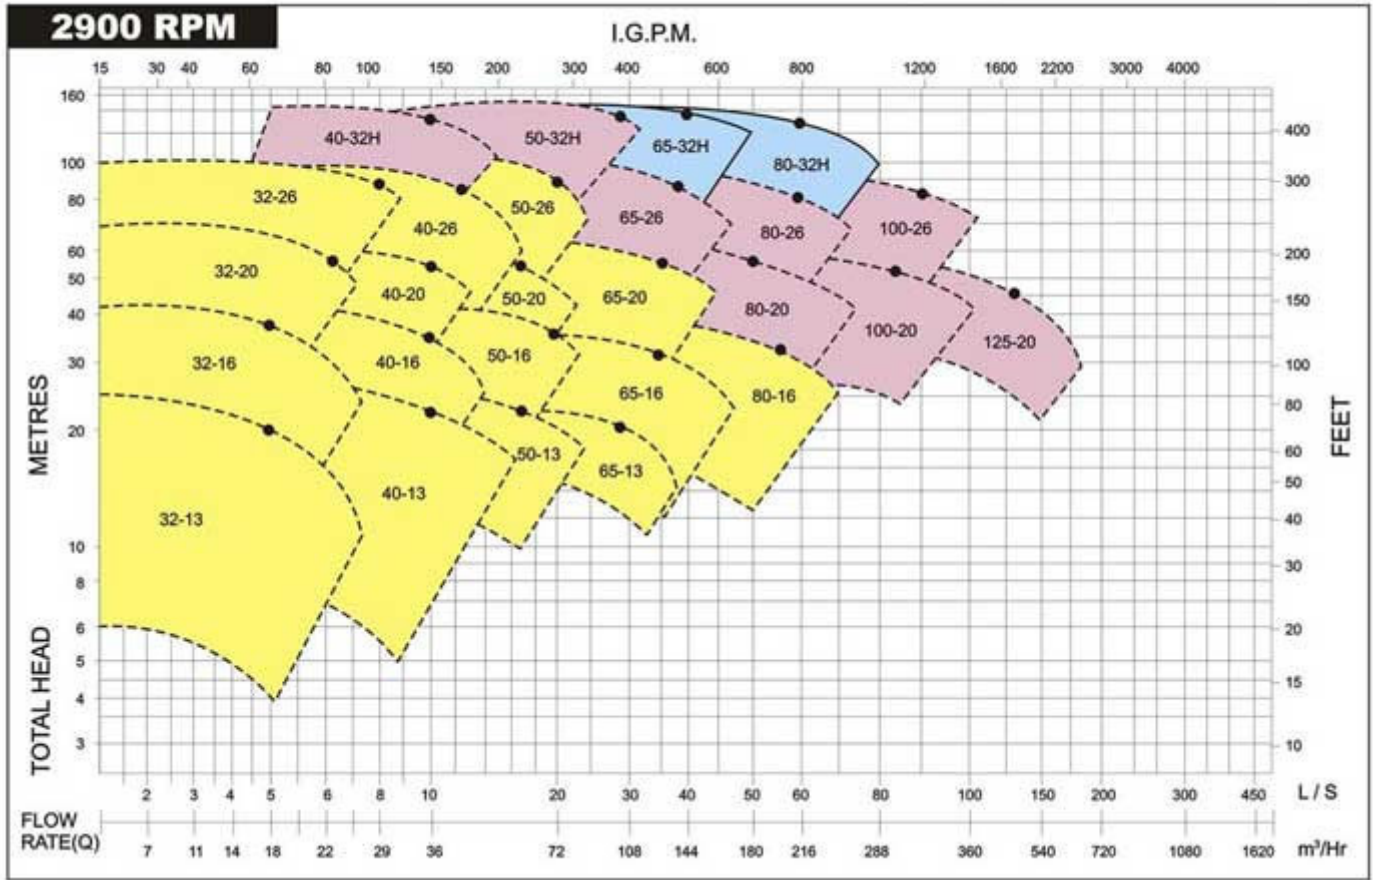 2900 RPM
I.G.P.M.
15 30 40 60 80 100 150 200 300 400 600 800 1200 1600 2200 3000 4000
160
400
40-32H 50-32H 65-32H 80-32H
100
300
32-26 50-26 65-26 80-26 100-26
80
40-26
60
200
50
32-20 40-20 50-20 65-20 80-20 100-20 125-20
150
40
32-16 40-16 50-16 65-16 80-16
30
100
80
METRES
FEET
20
60
50-13 65-13
50
40-13
32-13
40
10
30
8
6
20
5
15
4
TOTAL HEAD
3
10
2 3 4 5 6 8 10 20 30 40 50 60 80 100 150 200 300 450 L / S
FLOW
RATE(Q)
7 11 14 18 22 29 36 72 108 144 180 216 288 360 540 720 1080 1620 m³/Hr